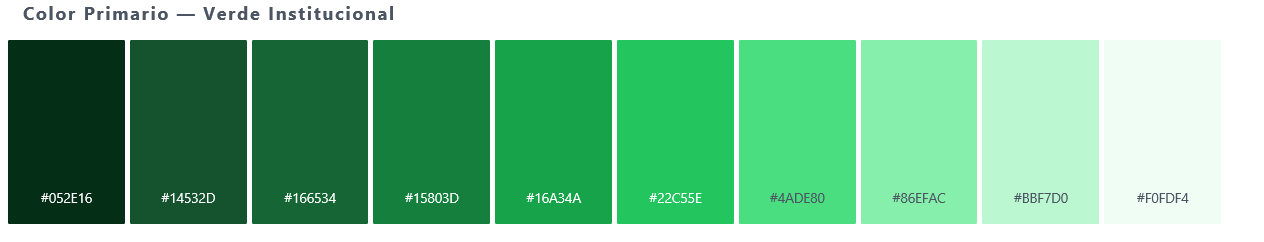 Color Primario — Verde Institucional
#052E16 #14532D #166534 #15803D #16A34A #22C55E #4ADE80 #86EFAC #BBF7D0 #F0FDF4